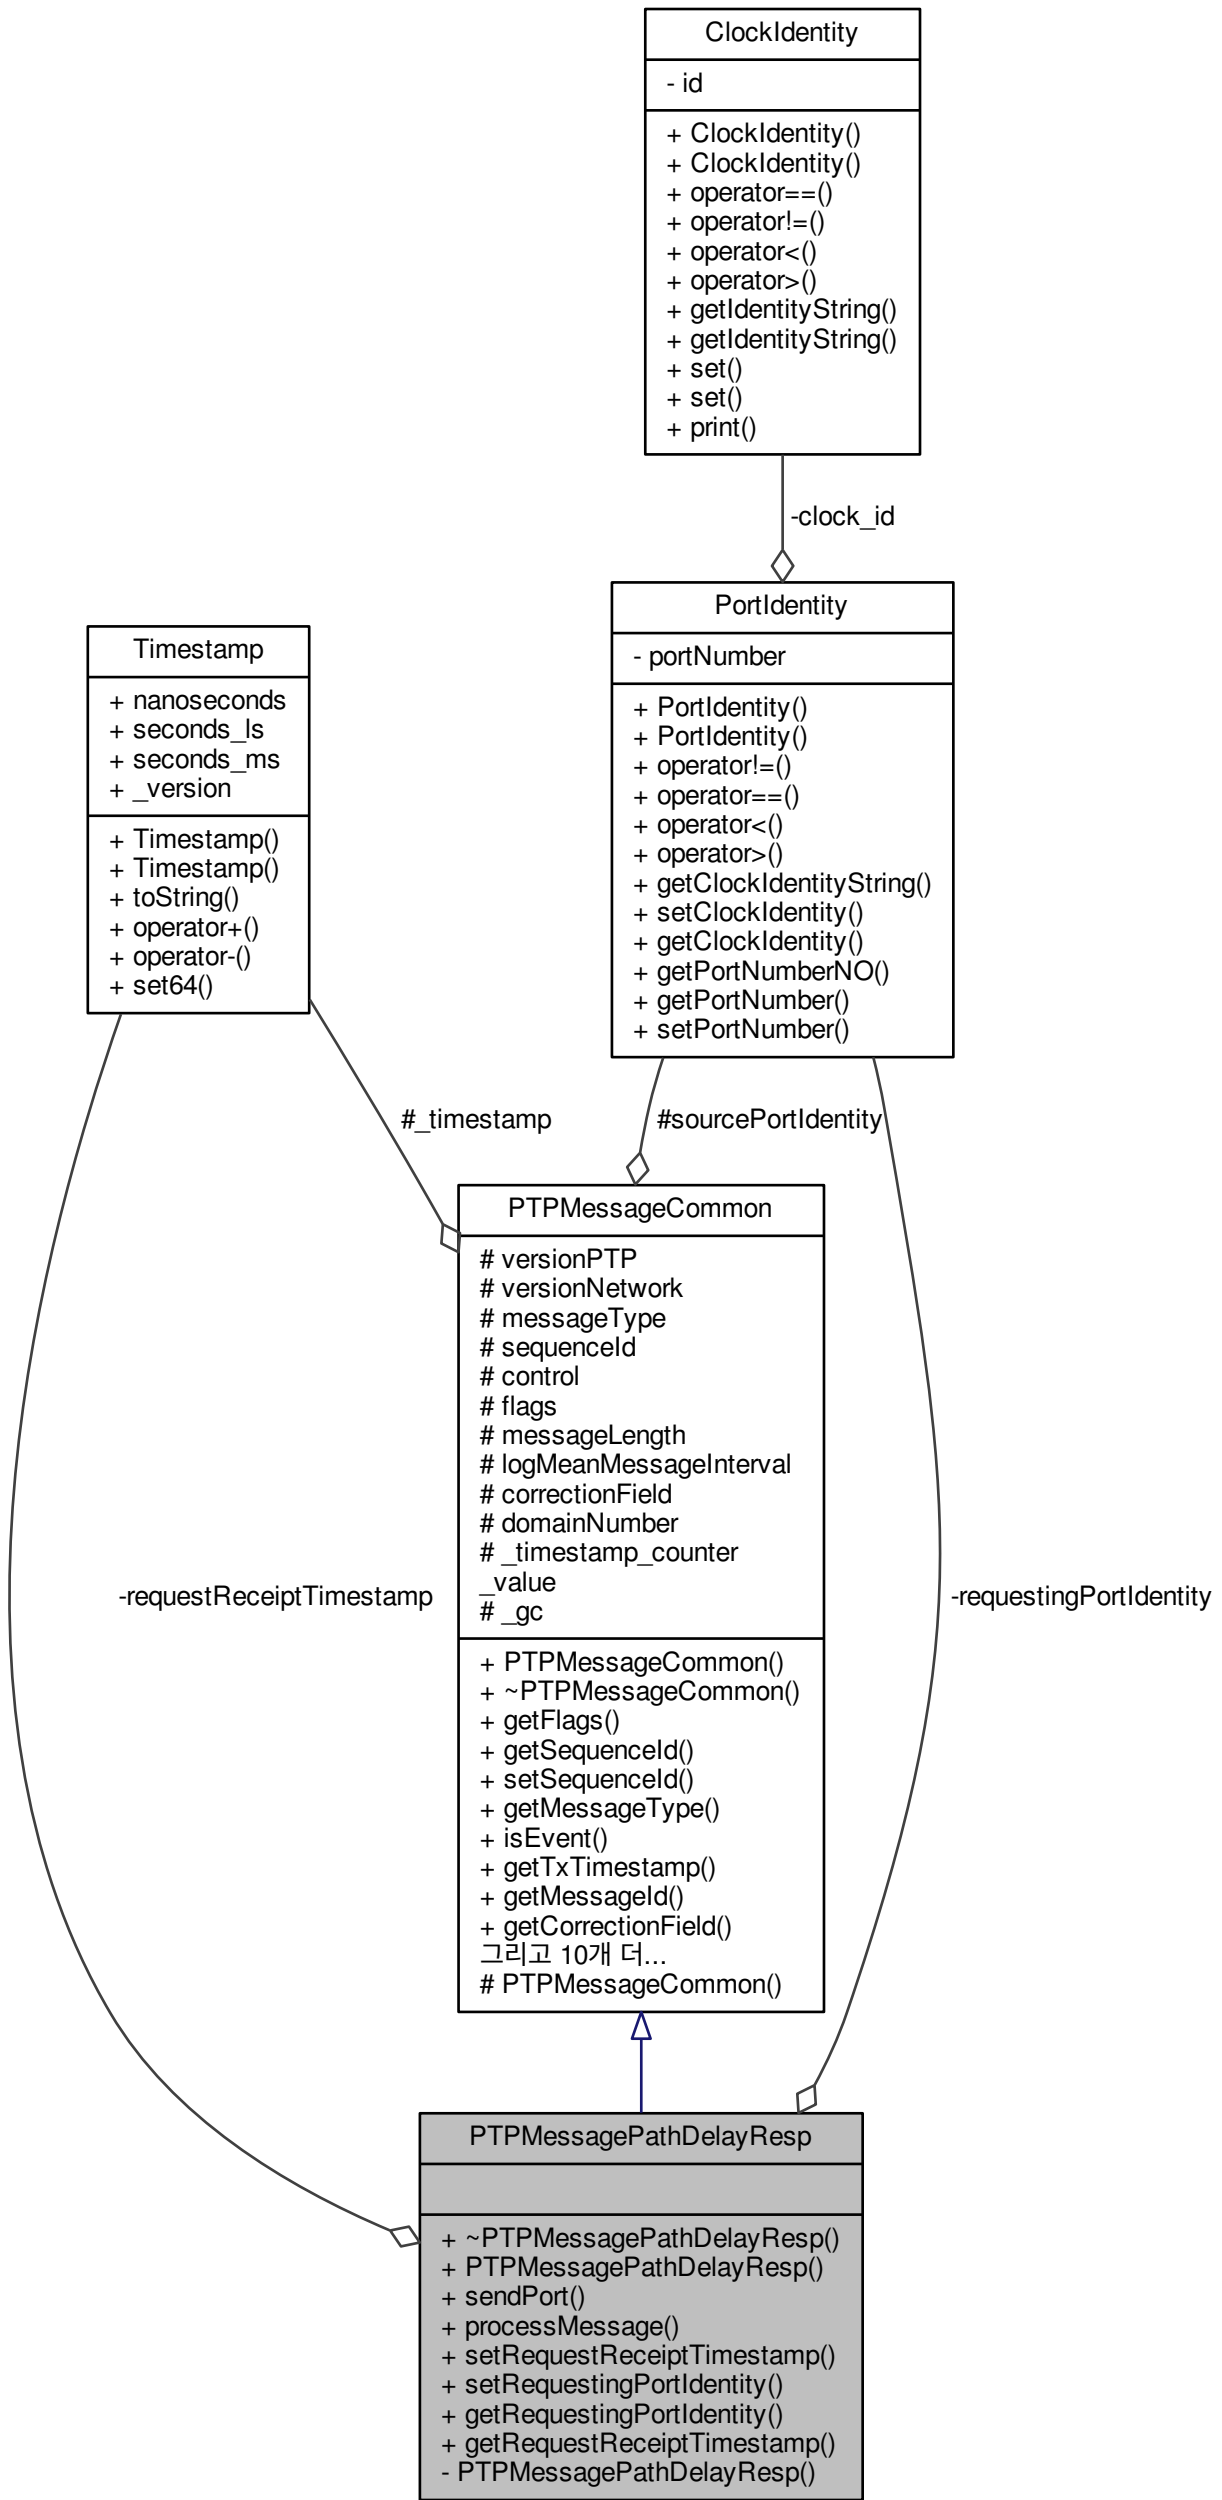 ClockIdentity
- id
+ ClockIdentity()
+ ClockIdentity()
+ operator==()
+ operator!=()
+ operator<()
+ operator>()
+ getIdentityString()
+ getIdentityString()
+ set()
+ set()
+ print()
-clock_id
PortIdentity
- portNumber
+ PortIdentity()
+ PortIdentity()
+ operator!=()
+ operator==()
+ operator<()
+ operator>()
+ getClockIdentityString()
+ setClockIdentity()
+ getClockIdentity()
+ getPortNumberNO()
+ getPortNumber()
+ setPortNumber()
Timestamp
+ nanoseconds
+ seconds_ls
+ seconds_ms
+ _version
+ Timestamp()
+ Timestamp()
+ toString()
+ operator+()
+ operator-()
+ set64()
#_timestamp
#sourcePortIdentity
PTPMessageCommon
# versionPTP
# versionNetwork
# messageType
# sequenceId
# control
# flags
# messageLength
# logMeanMessageInterval
# correctionField
# domainNumber
# _timestamp_counter
_value
# _gc
+ PTPMessageCommon()
+ ~PTPMessageCommon()
+ getFlags()
+ getSequenceId()
+ setSequenceId()
+ getMessageType()
+ isEvent()
+ getTxTimestamp()
+ getMessageId()
+ getCorrectionField()
그리고 10개 더...
# PTPMessageCommon()
-requestReceiptTimestamp
-requestingPortIdentity
PTPMessagePathDelayResp
+ ~PTPMessagePathDelayResp()
+ PTPMessagePathDelayResp()
+ sendPort()
+ processMessage()
+ setRequestReceiptTimestamp()
+ setRequestingPortIdentity()
+ getRequestingPortIdentity()
+ getRequestReceiptTimestamp()
- PTPMessagePathDelayResp()